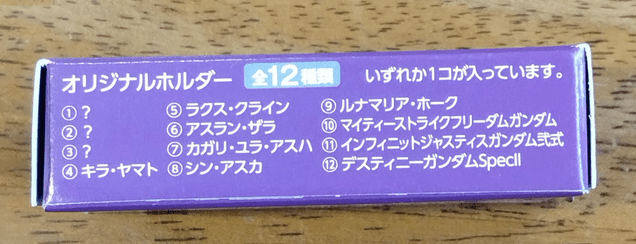 オリジナルホルダー 全12種類 いずれか1コが入っています。
①? ⑤ラクス・クライン ⑨ルナマリア・ホーク
②? ⑥アスラン・ザラ ⑩マイティーストライクフリーダムガンダム
③? ⑦カガリ・ユラ・アスハ ⑪インフィニットジャスティスガンダム弐式
④キラ・ヤマト ⑧シン・アスカ ⑫デスティニーガンダムSpecII